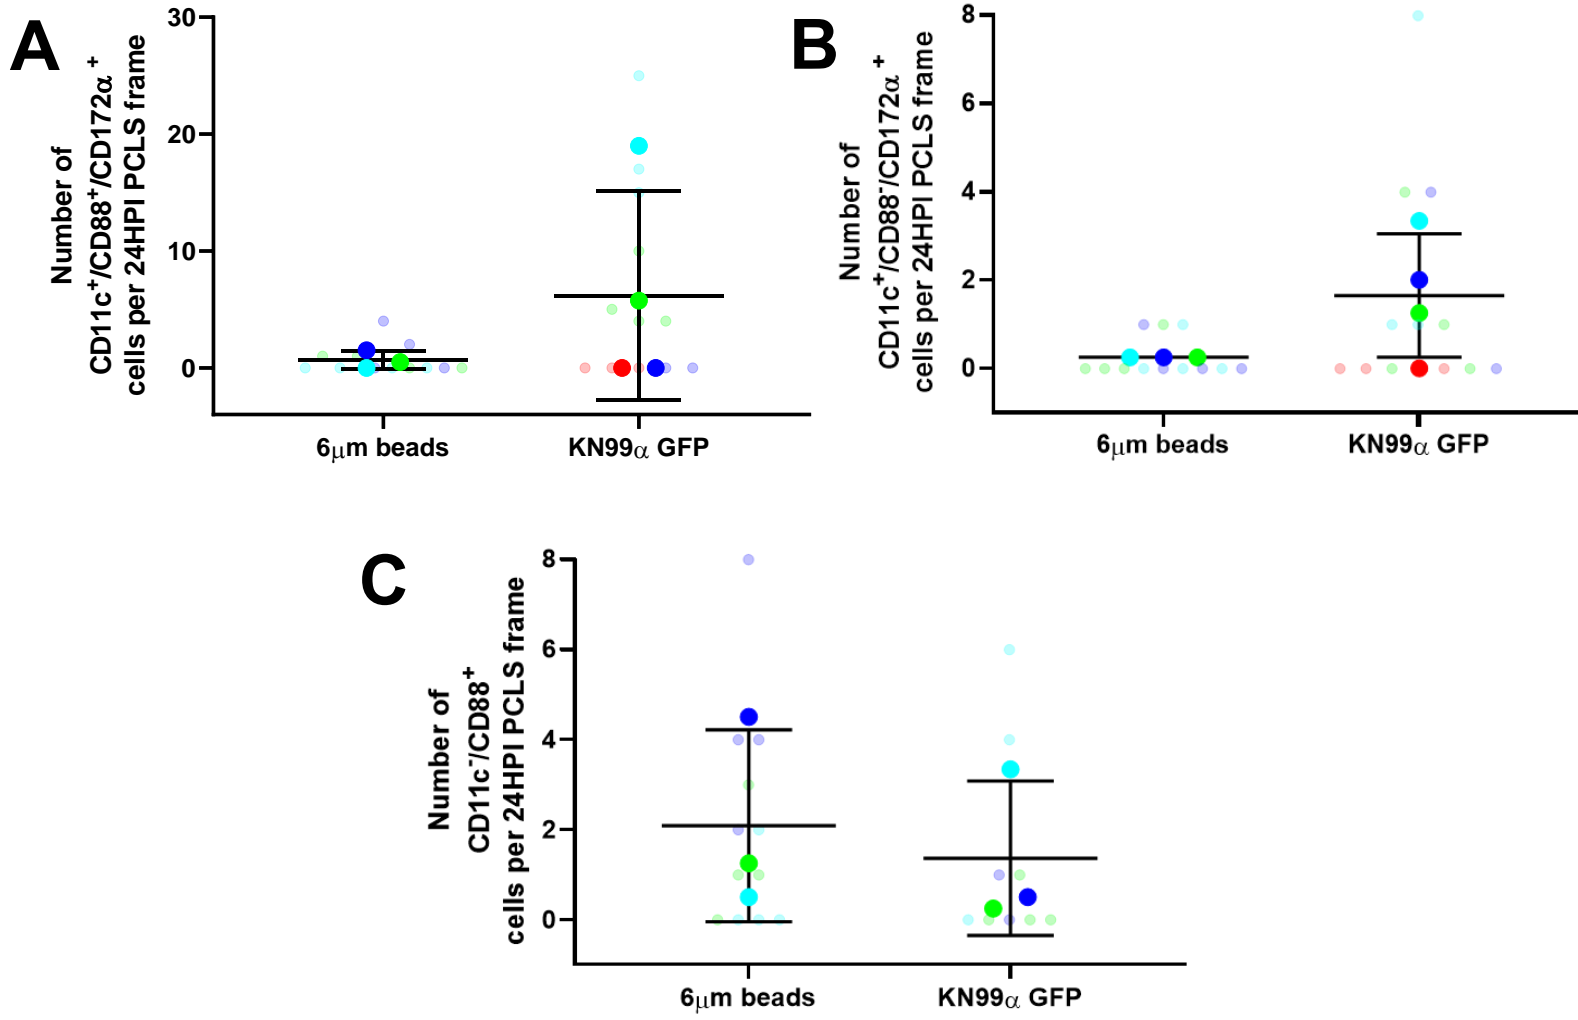 A
Number of
CD11c⁺/CD88⁺/CD172α⁺
cells per 24HPI PCLS frame
30
20
10
0
6μm beads
KN99α GFP
B
Number of
CD11c⁺/CD88⁻/CD172α⁺
cells per 24HPI PCLS frame
8
6
4
2
0
6μm beads
KN99α GFP
C
Number of
CD11c⁻/CD88⁺
cells per 24HPI PCLS frame
8
6
4
2
0
6μm beads
KN99α GFP